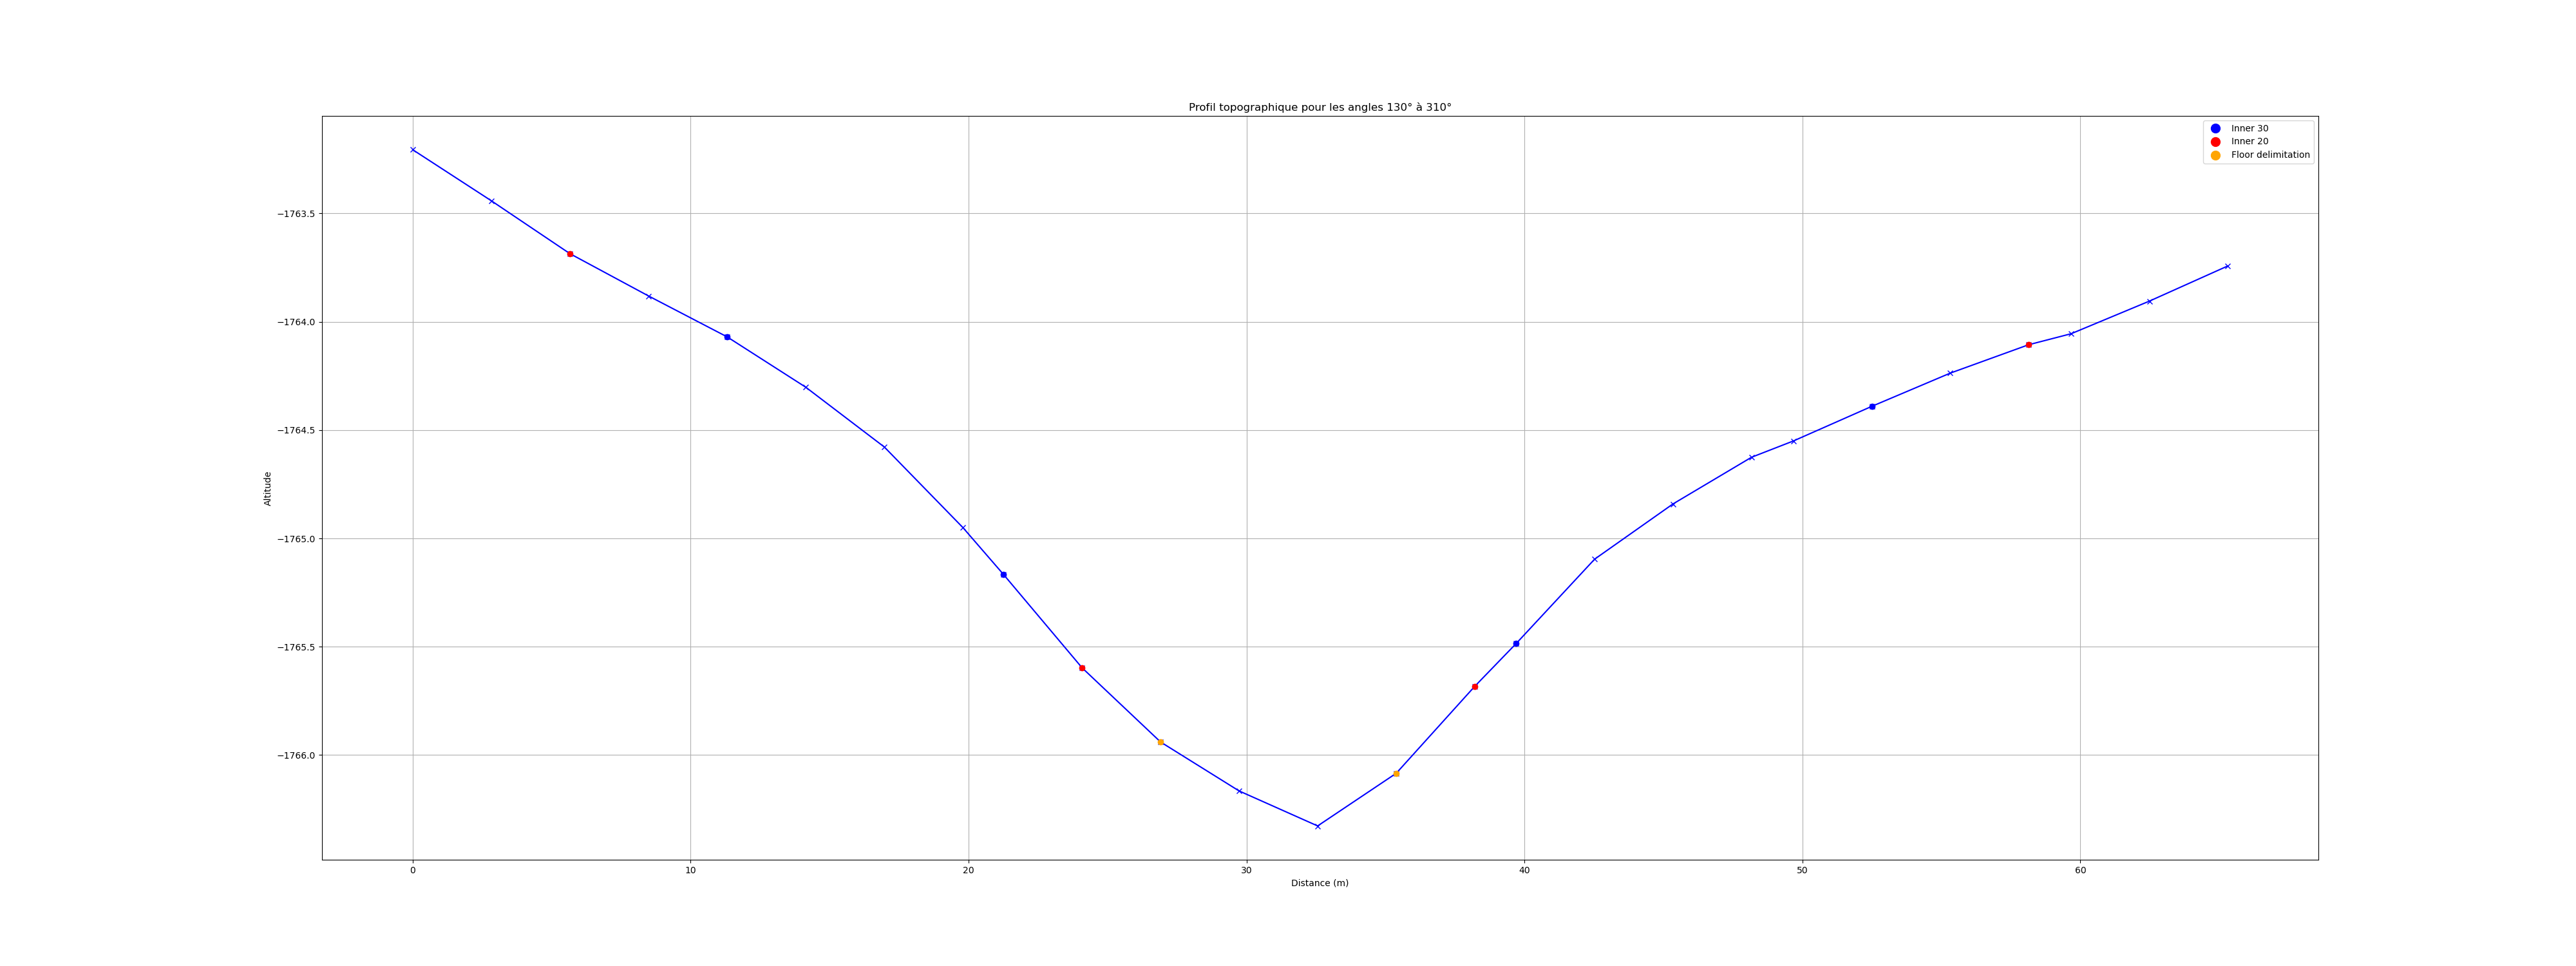 Profil topographique pour les angles 130° à 310°
Inner 30
Inner 20
Floor delimitation
Altitude
−1763.5
−1764.0
−1764.5
−1765.0
−1765.5
−1766.0
0 10 20 30 40 50 60
Distance (m)